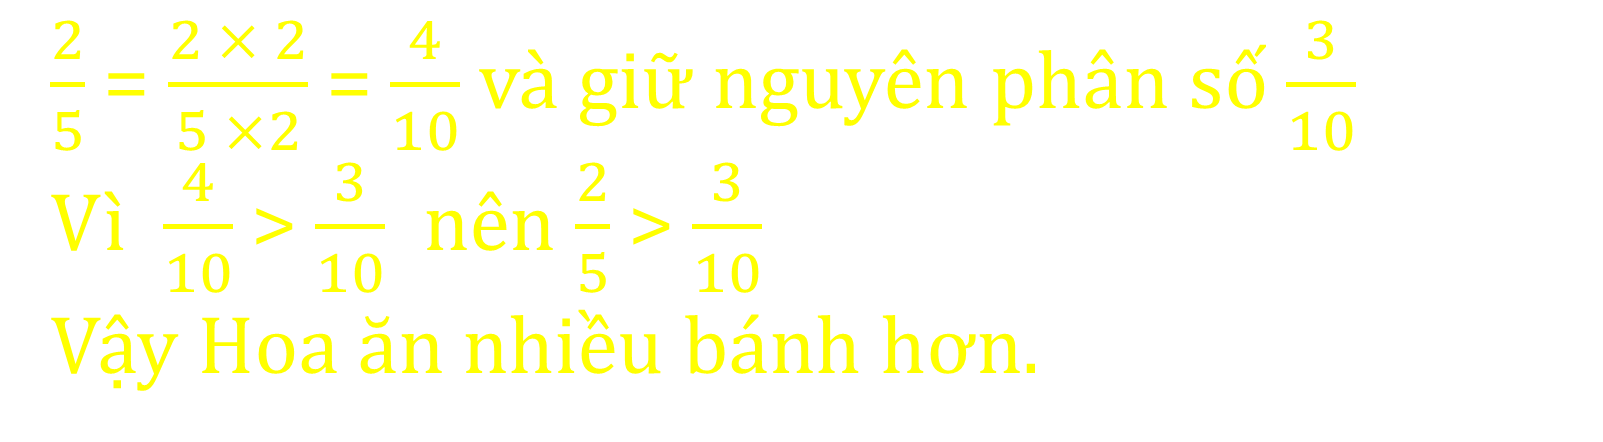 2/5 = (2 × 2)/(5 ×2) = 4/10 và giữ nguyên phân số 3/10
Vì 4/10 > 3/10 nên 2/5 > 3/10
Vậy Hoa ăn nhiều bánh hơn.